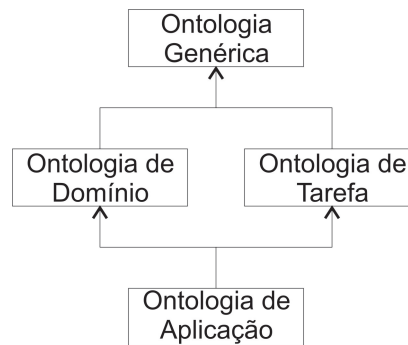 Ontologia
Genérica
Ontologia de
Domínio
Ontologia de
Tarefa
Ontologia de
Aplicação